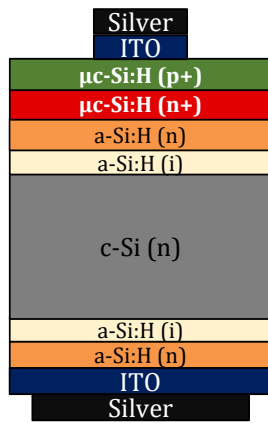 Silver
ITO
μc-Si:H (p+)
μc-Si:H (n+)
a-Si:H (n)
a-Si:H (i)
c-Si (n)
a-Si:H (i)
a-Si:H (n)
ITO
Silver